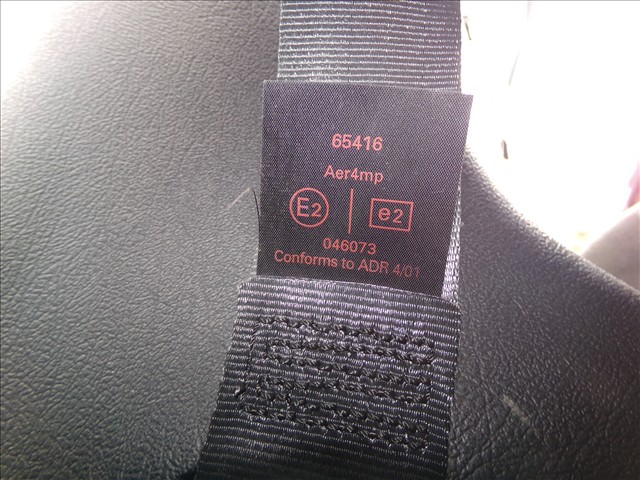 65416
Aer4mp
E2 e2
046073
Conforms to ADR 4/01